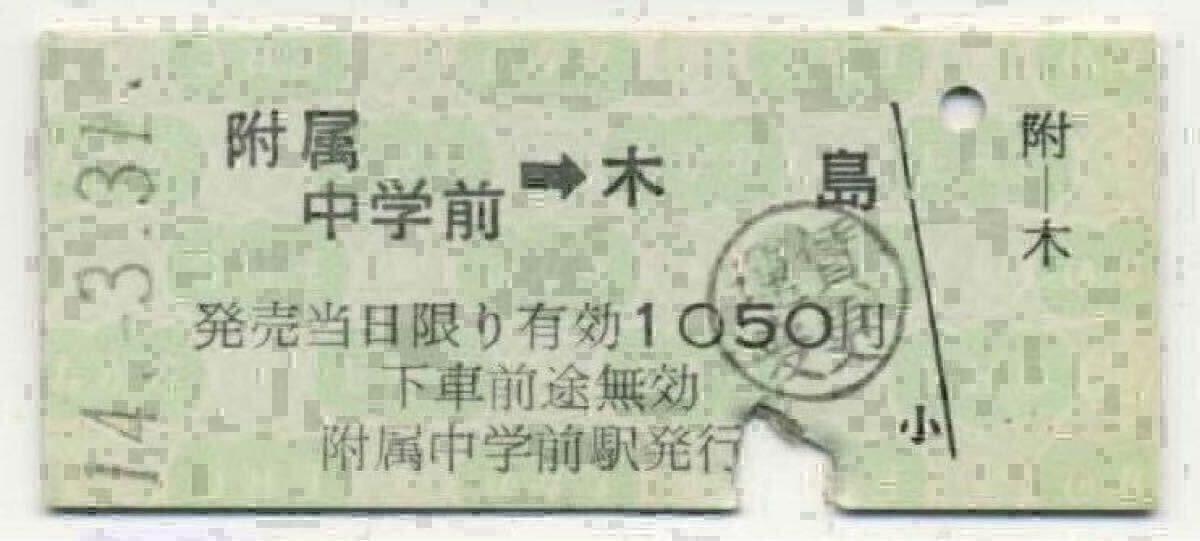 附属
中学前➡木島
発売当日限り有効1050円
下車前途無効
附属中学前駅発行
小
附―木
14.-3.31.